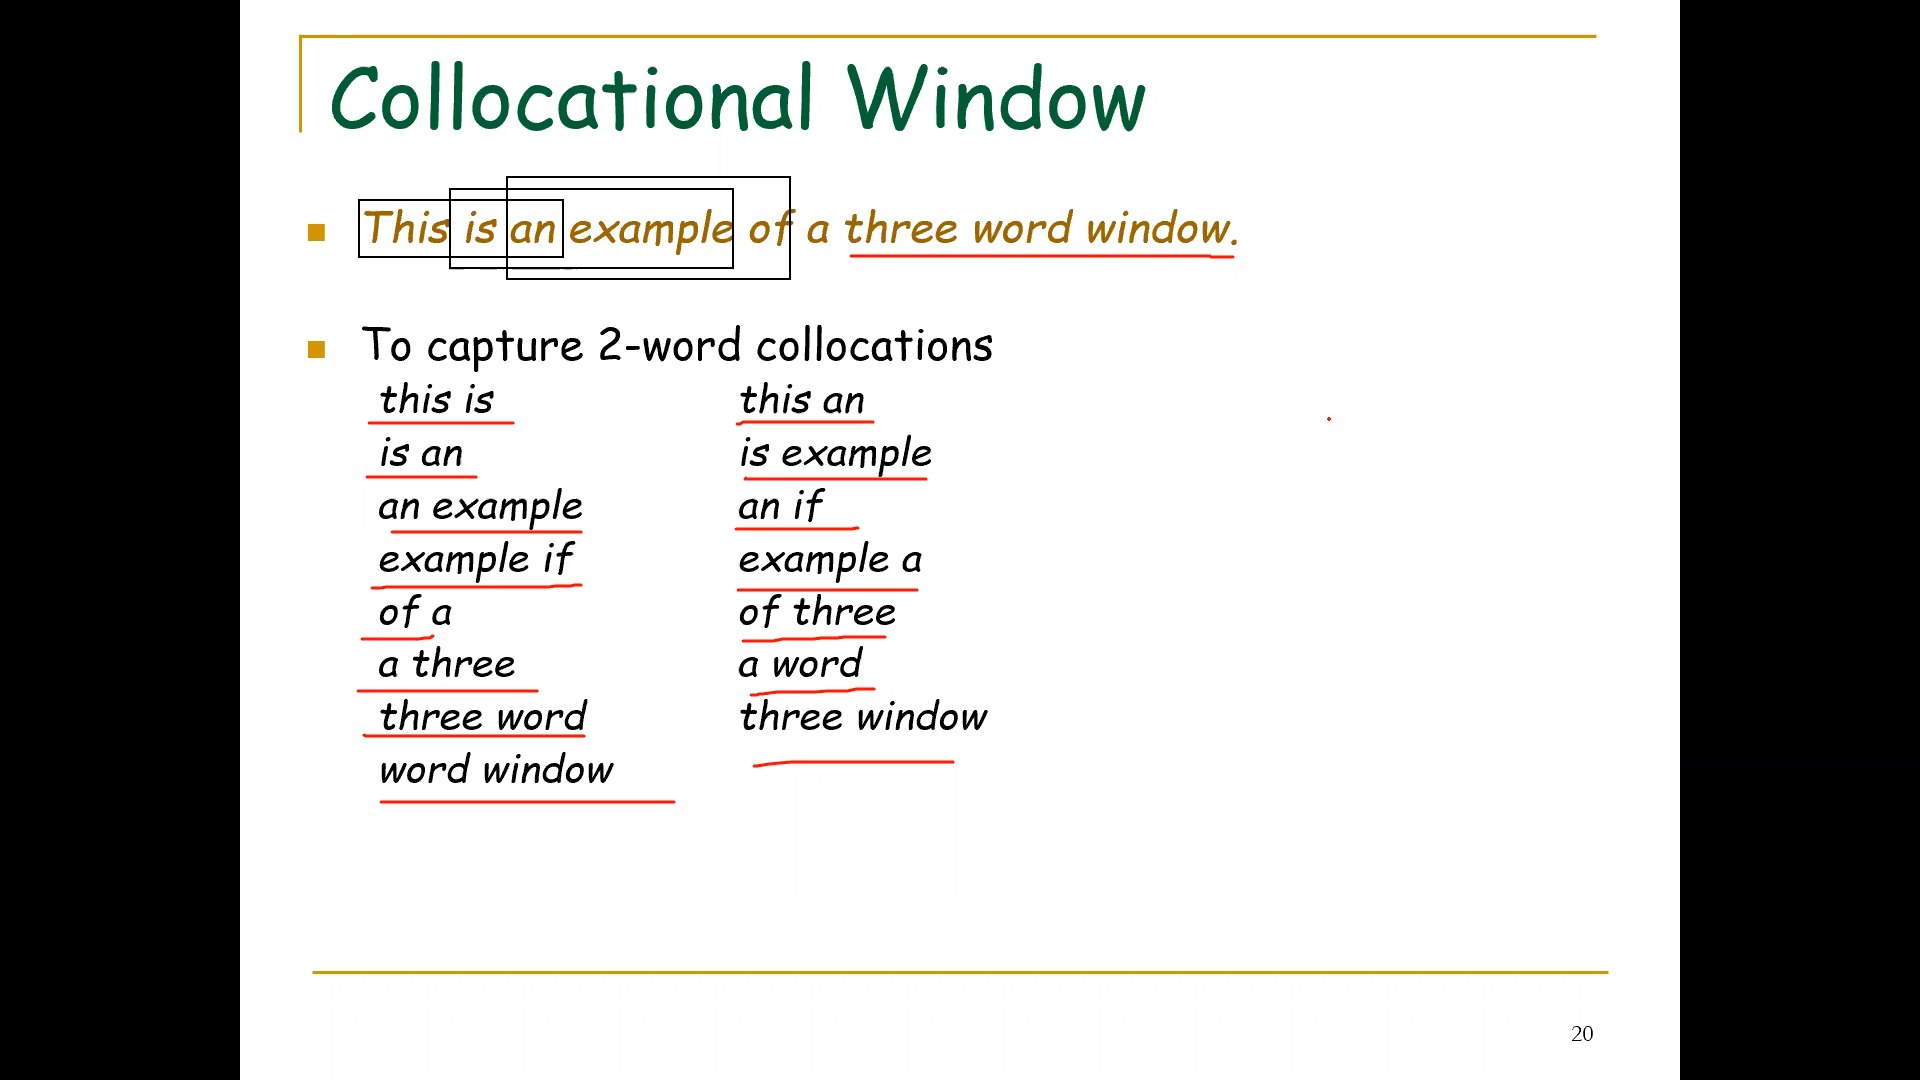 Collocational Window
This is an example of a three word window.
To capture 2-word collocations
this is this an
is an is example
an example an if
example if example a
of a of three
a three a word
three word three window
word window
20